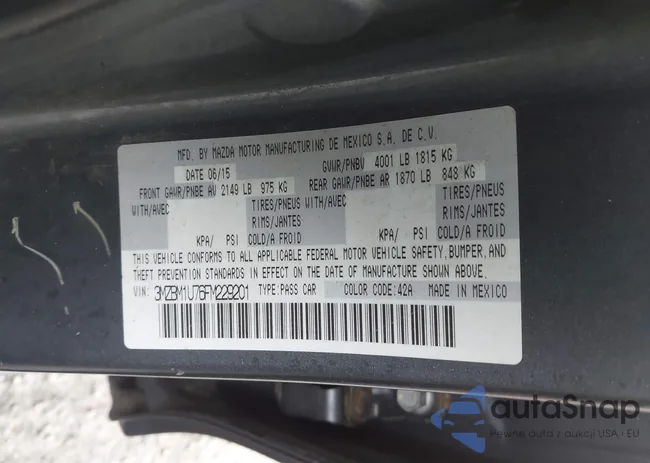 MFD. BY MAZDA MOTOR MANUFACTURING DE MEXICO S.A. DE C.V.
DATE 06/15 GVWR/PNBV 4001 LB 1815 KG
FRONT GAWR/PNBE AV 2149 LB 975 KG REAR GAWR/PNBE AR 1870 LB 848 KG
WITH/AVEC TIRES/PNEUS WITH/AVEC TIRES/PNEUS
RIMS/JANTES RIMS/JANTES
KPA/ PSI COLD/A FROID KPA/ PSI COLD/A FROID
THIS VEHICLE CONFORMS TO ALL APPLICABLE FEDERAL MOTOR VEHICLE SAFETY, BUMPER, AND
THEFT PREVENTION STANDARDS IN EFFECT ON THE DATE OF MANUFACTURE SHOWN ABOVE.
VIN: 3MZBM1U76FM229201 TYPE: PASS CAR COLOR CODE: 42A MADE IN MEXICO
autoSnap
Pewne auta z aukcji USA i EU